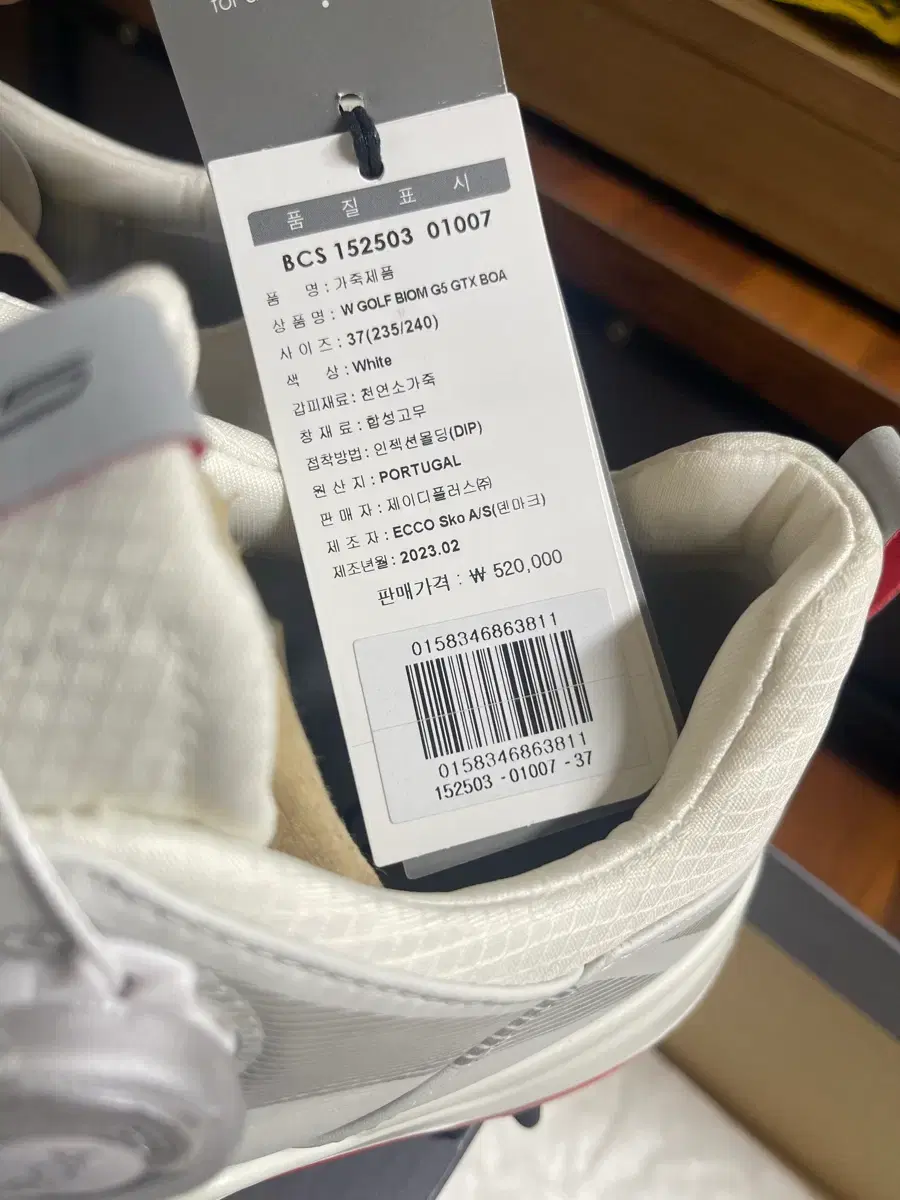 품 질 표 시
BCS 152503 01007
품 명 : 가죽제품
상 품 명 : W GOLF BIOM G5 GTX BOA
사 이 즈 : 37(235/240)
색 상 : White
갑피재료 : 천연소가죽
창 재 료 : 합성고무
접착방법 : 인젝션몰딩(DIP)
원 산 지 : PORTUGAL
판 매 자 : 제이디플러스㈜
제 조 자 : ECCO Sko A/S(덴마크)
제조년월 : 2023.02
판매가격 : ₩ 520,000
0158346863811
0158346863811
152503 -01007 -37